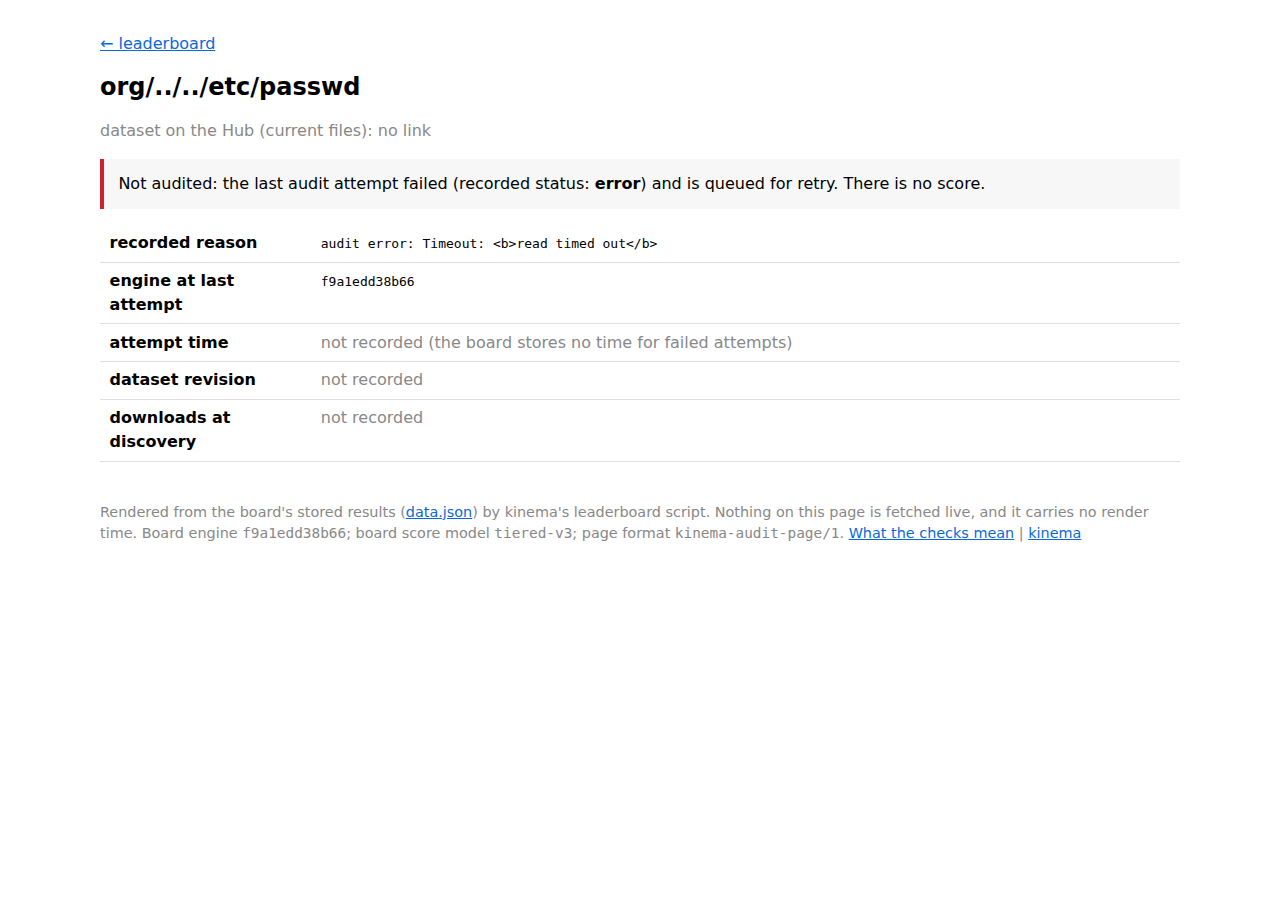 ← leaderboard
org/../../etc/passwd
dataset on the Hub (current files): no link
Not audited: the last audit attempt failed (recorded status: error) and is queued for retry. There is no score.
recorded reason audit error: Timeout: <b>read timed out</b>
engine at last attempt f9a1edd38b66
attempt time not recorded (the board stores no time for failed attempts)
dataset revision not recorded
downloads at discovery not recorded
Rendered from the board's stored results (data.json) by kinema's leaderboard script. Nothing on this page is fetched live, and it carries no render
time. Board engine f9a1edd38b66; board score model tiered-v3; page format kinema-audit-page/1. What the checks mean | kinema